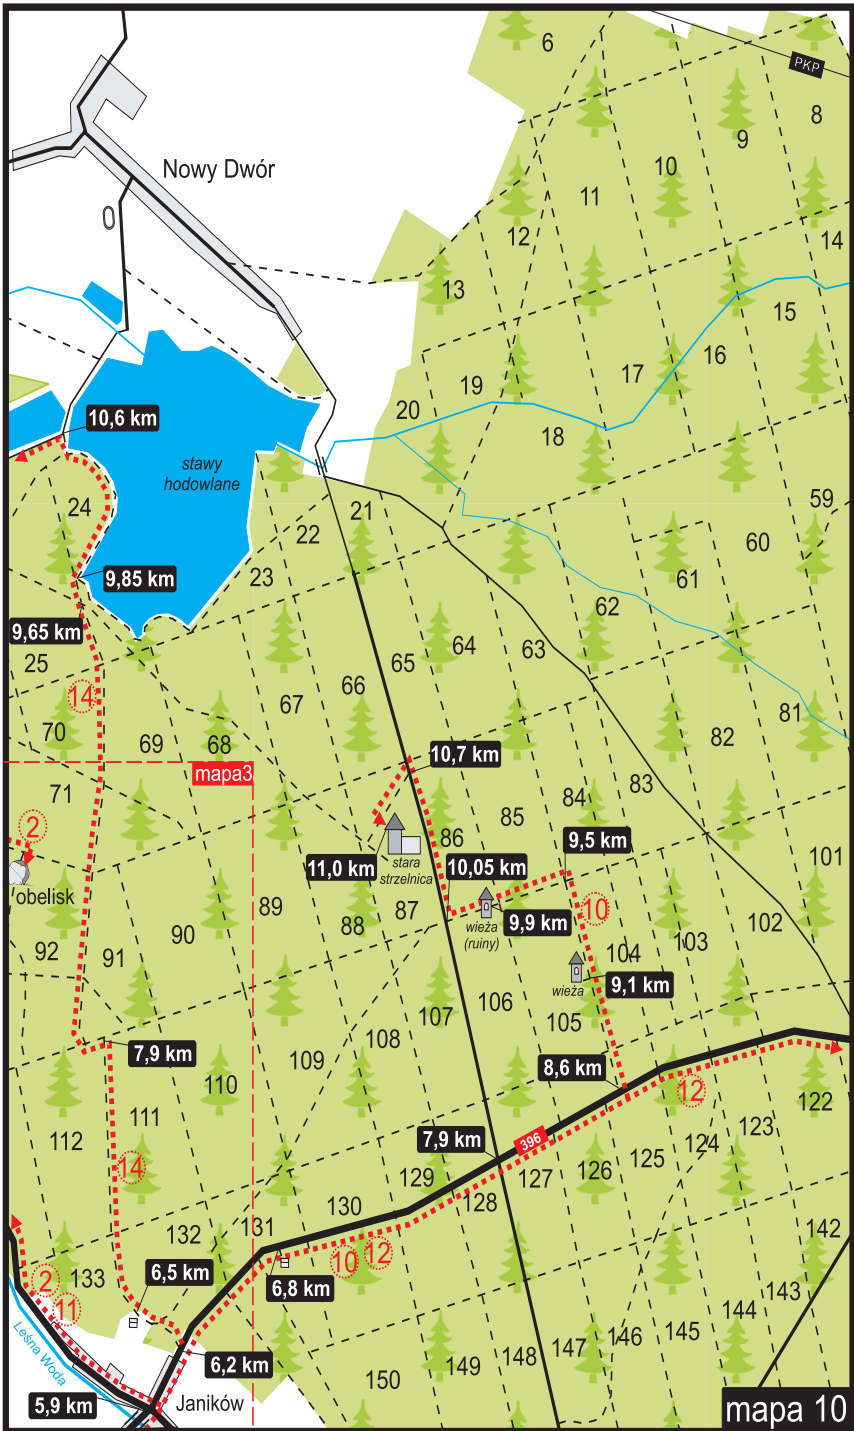 6
PKP
8
9
10
Nowy Dwór
11
12
14
13
15
16
17
19
20
18
10,6 km
stawy
hodowlane
24
21
59
22
60
23
9,85 km
61
62
9,65 km
64
63
65
25
66
67
14
81
70
69
68
82
10,7 km
mapa3
83
71
84
85
2
86
9,5 km
11,0 km
stara
strzelnica
10,05 km
101
obelisk
89
87
88
9,9 km
10
102
wieża
(ruiny)
90
92
91
103
104
wieża
9,1 km
106
107
105
108
7,9 km
109
8,6 km
110
12
122
111
112
7,9 km
396
123
124
125
14
129
127
126
130
128
132
131
142
10
12
133
6,5 km
2
6,8 km
143
11
144
146
145
Leśna Woda
6,2 km
147
148
149
150
5,9 km
Janików
mapa 10